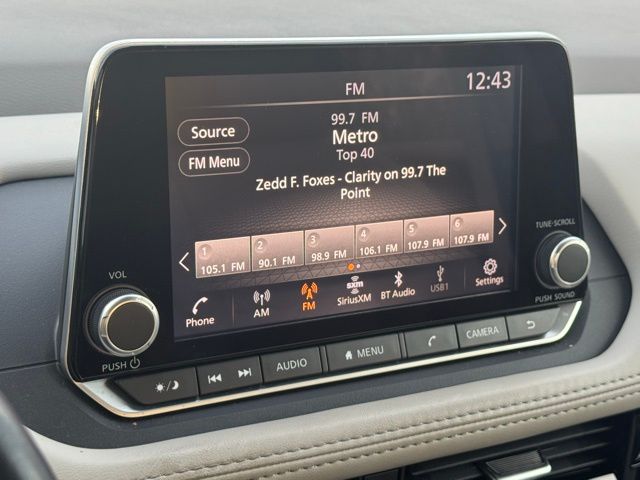 FM
12:43
Source
FM Menu
99.7 FM
Metro
Top 40
Zedd F. Foxes - Clarity on 99.7 The
Point
1
105.1 FM
2
90.1 FM
3
98.9 FM
4
106.1 FM
5
107.9 FM
6
107.9 FM
Phone
AM
FM
sxm
SiriusXM
BT Audio
USB1
Settings
VOL
PUSH
TUNE·SCROLL
PUSH SOUND
AUDIO
MENU
CAMERA